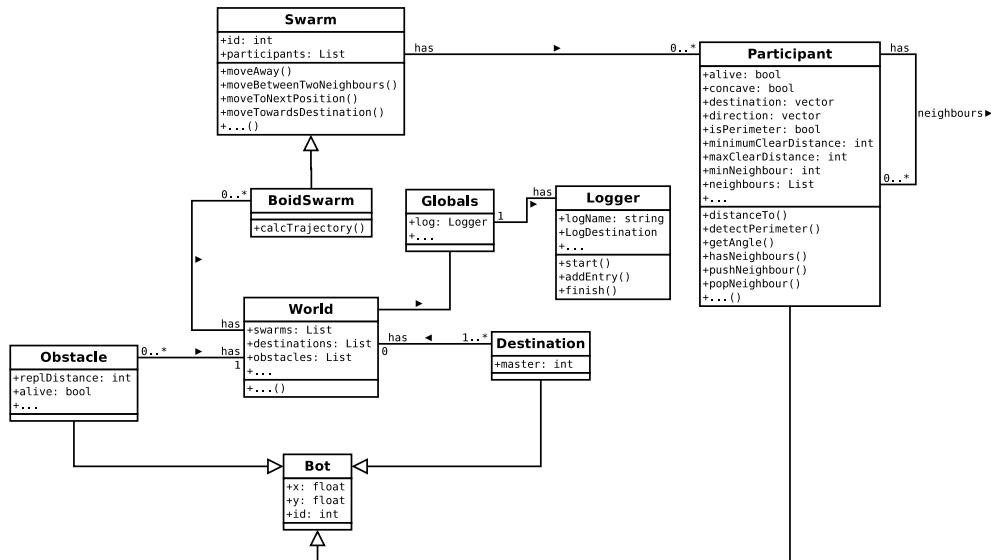 Swarm
+id: int
+participants: List
+moveAway()
+moveBetweenTwoNeighbours()
+moveToNextPosition()
+moveTowardsDestination()
+...()
has
0..*
Participant
+alive: bool
+concave: bool
+destination: vector
+direction: vector
+isPerimeter: bool
+minimumClearDistance: int
+maxClearDistance: int
+minNeighbour: int
+neighbours: List
+...
+distanceTo()
+detectPerimeter()
+getAngle()
+hasNeighbours()
+pushNeighbour()
+popNeighbour()
+...()
has
neighbours
0..*
0..*
BoidSwarm
+calcTrajectory()
Globals
+log: Logger
+...
1
has
Logger
+logName: string
+LogDestination
+...
+start()
+addEntry()
+finish()
World
+swarms: List
+destinations: List
+obstacles: List
+...
+...()
has
has
1
0..*
has
0
1..*
Destination
+master: int
Obstacle
+replDistance: int
+alive: bool
+...
Bot
+x: float
+y: float
+id: int